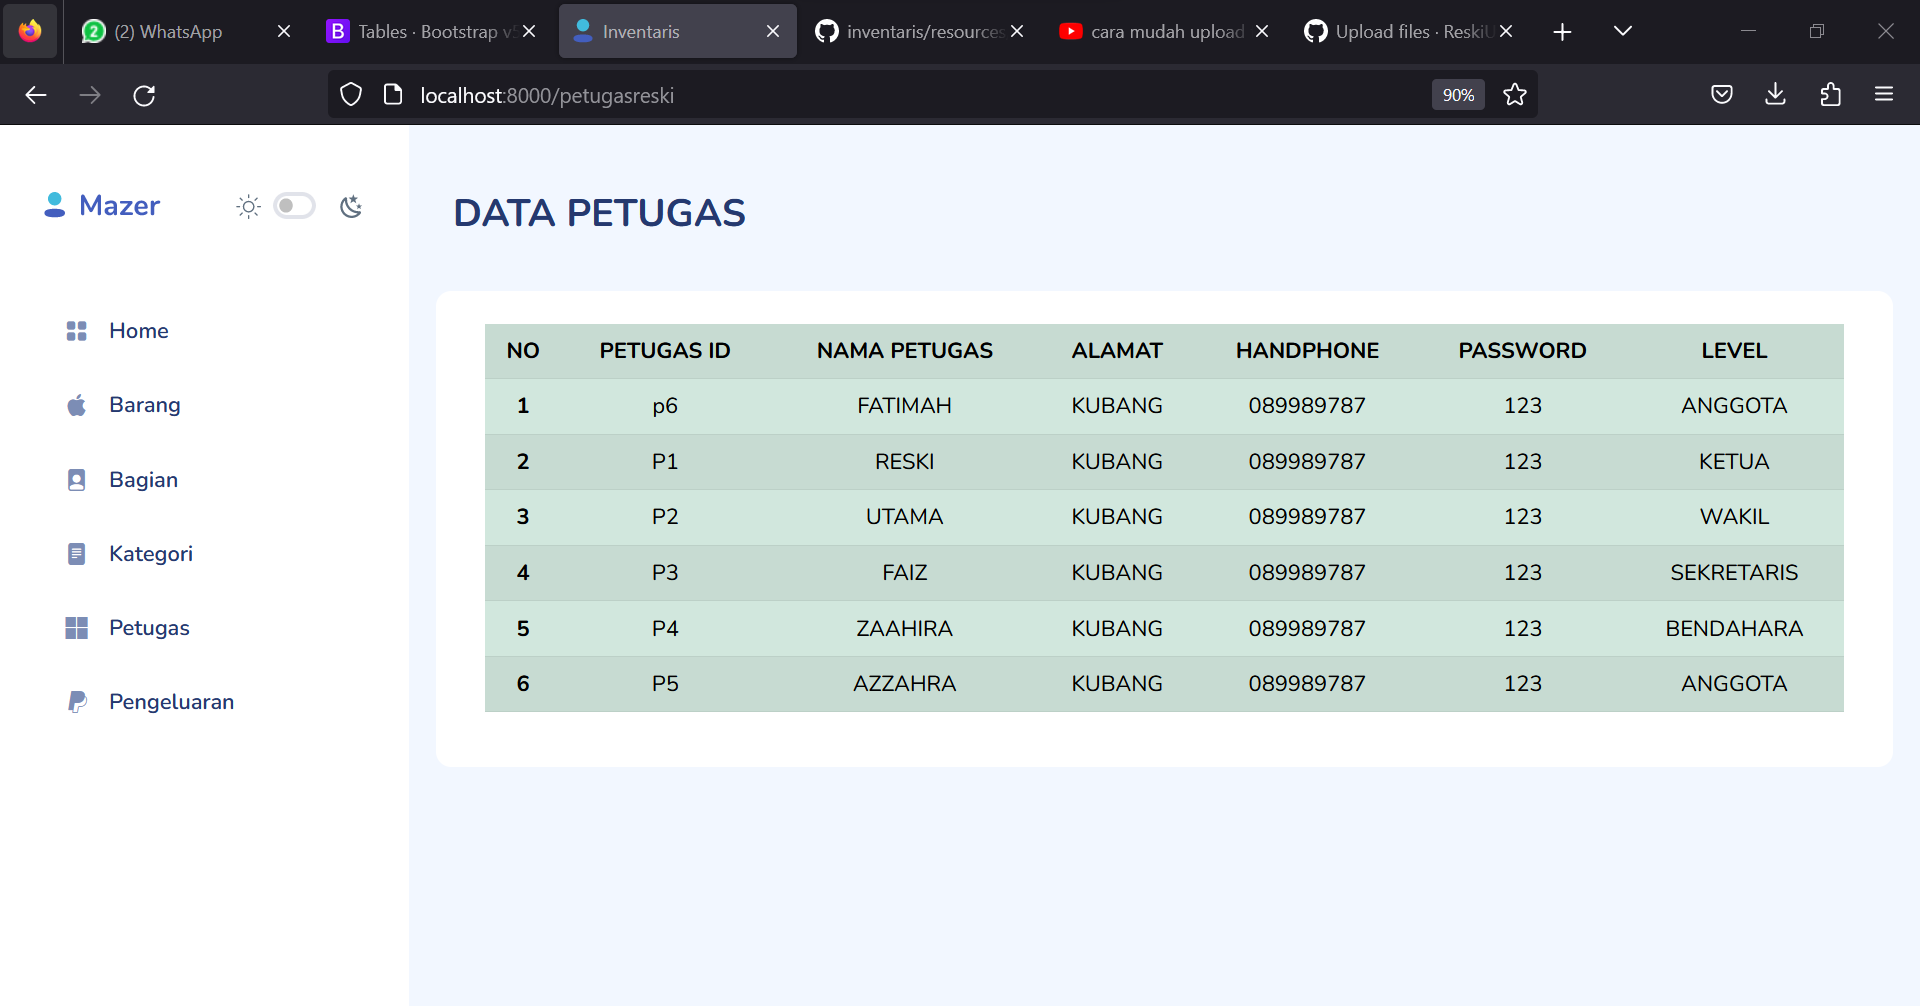 (2) WhatsApp
Tables · Bootstrap v5
Inventaris
inventaris/resources
cara mudah upload
Upload files · ReskiU
localhost:8000/petugasreski
90%
Mazer
Home
Barang
Bagian
Kategori
Petugas
Pengeluaran
DATA PETUGAS
NO PETUGAS ID NAMA PETUGAS ALAMAT HANDPHONE PASSWORD LEVEL
1 p6 FATIMAH KUBANG 089989787 123 ANGGOTA
2 P1 RESKI KUBANG 089989787 123 KETUA
3 P2 UTAMA KUBANG 089989787 123 WAKIL
4 P3 FAIZ KUBANG 089989787 123 SEKRETARIS
5 P4 ZAAHIRA KUBANG 089989787 123 BENDAHARA
6 P5 AZZAHRA KUBANG 089989787 123 ANGGOTA